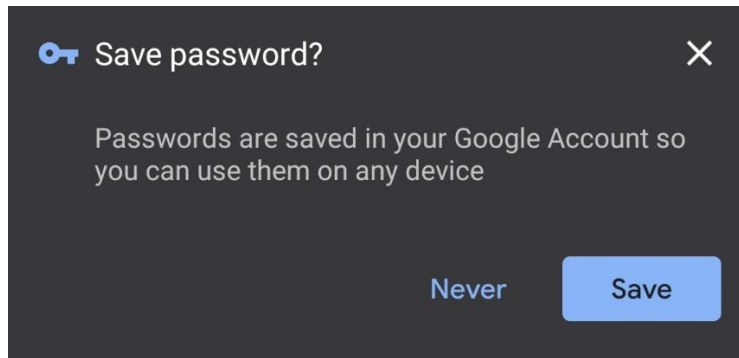 Save password?
Passwords are saved in your Google Account so
you can use them on any device
Never
Save